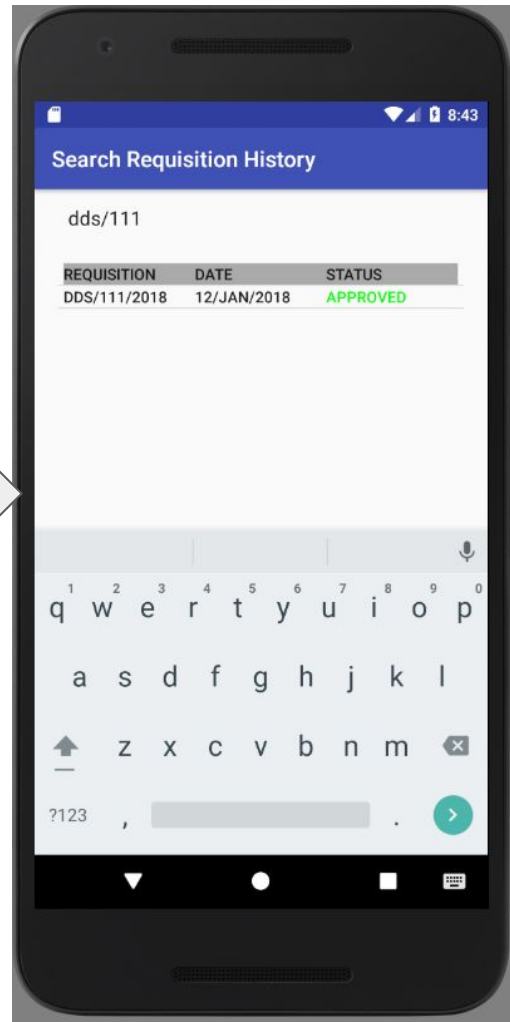 8:43
Search Requisition History
dds/111
REQUISITION DATE STATUS
DDS/111/2018 12/JAN/2018 APPROVED
1 2 3 4 5 6 7 8 9 0
q w e r t y u i o p
a s d f g h j k l
z x c v b n m
?123 , .